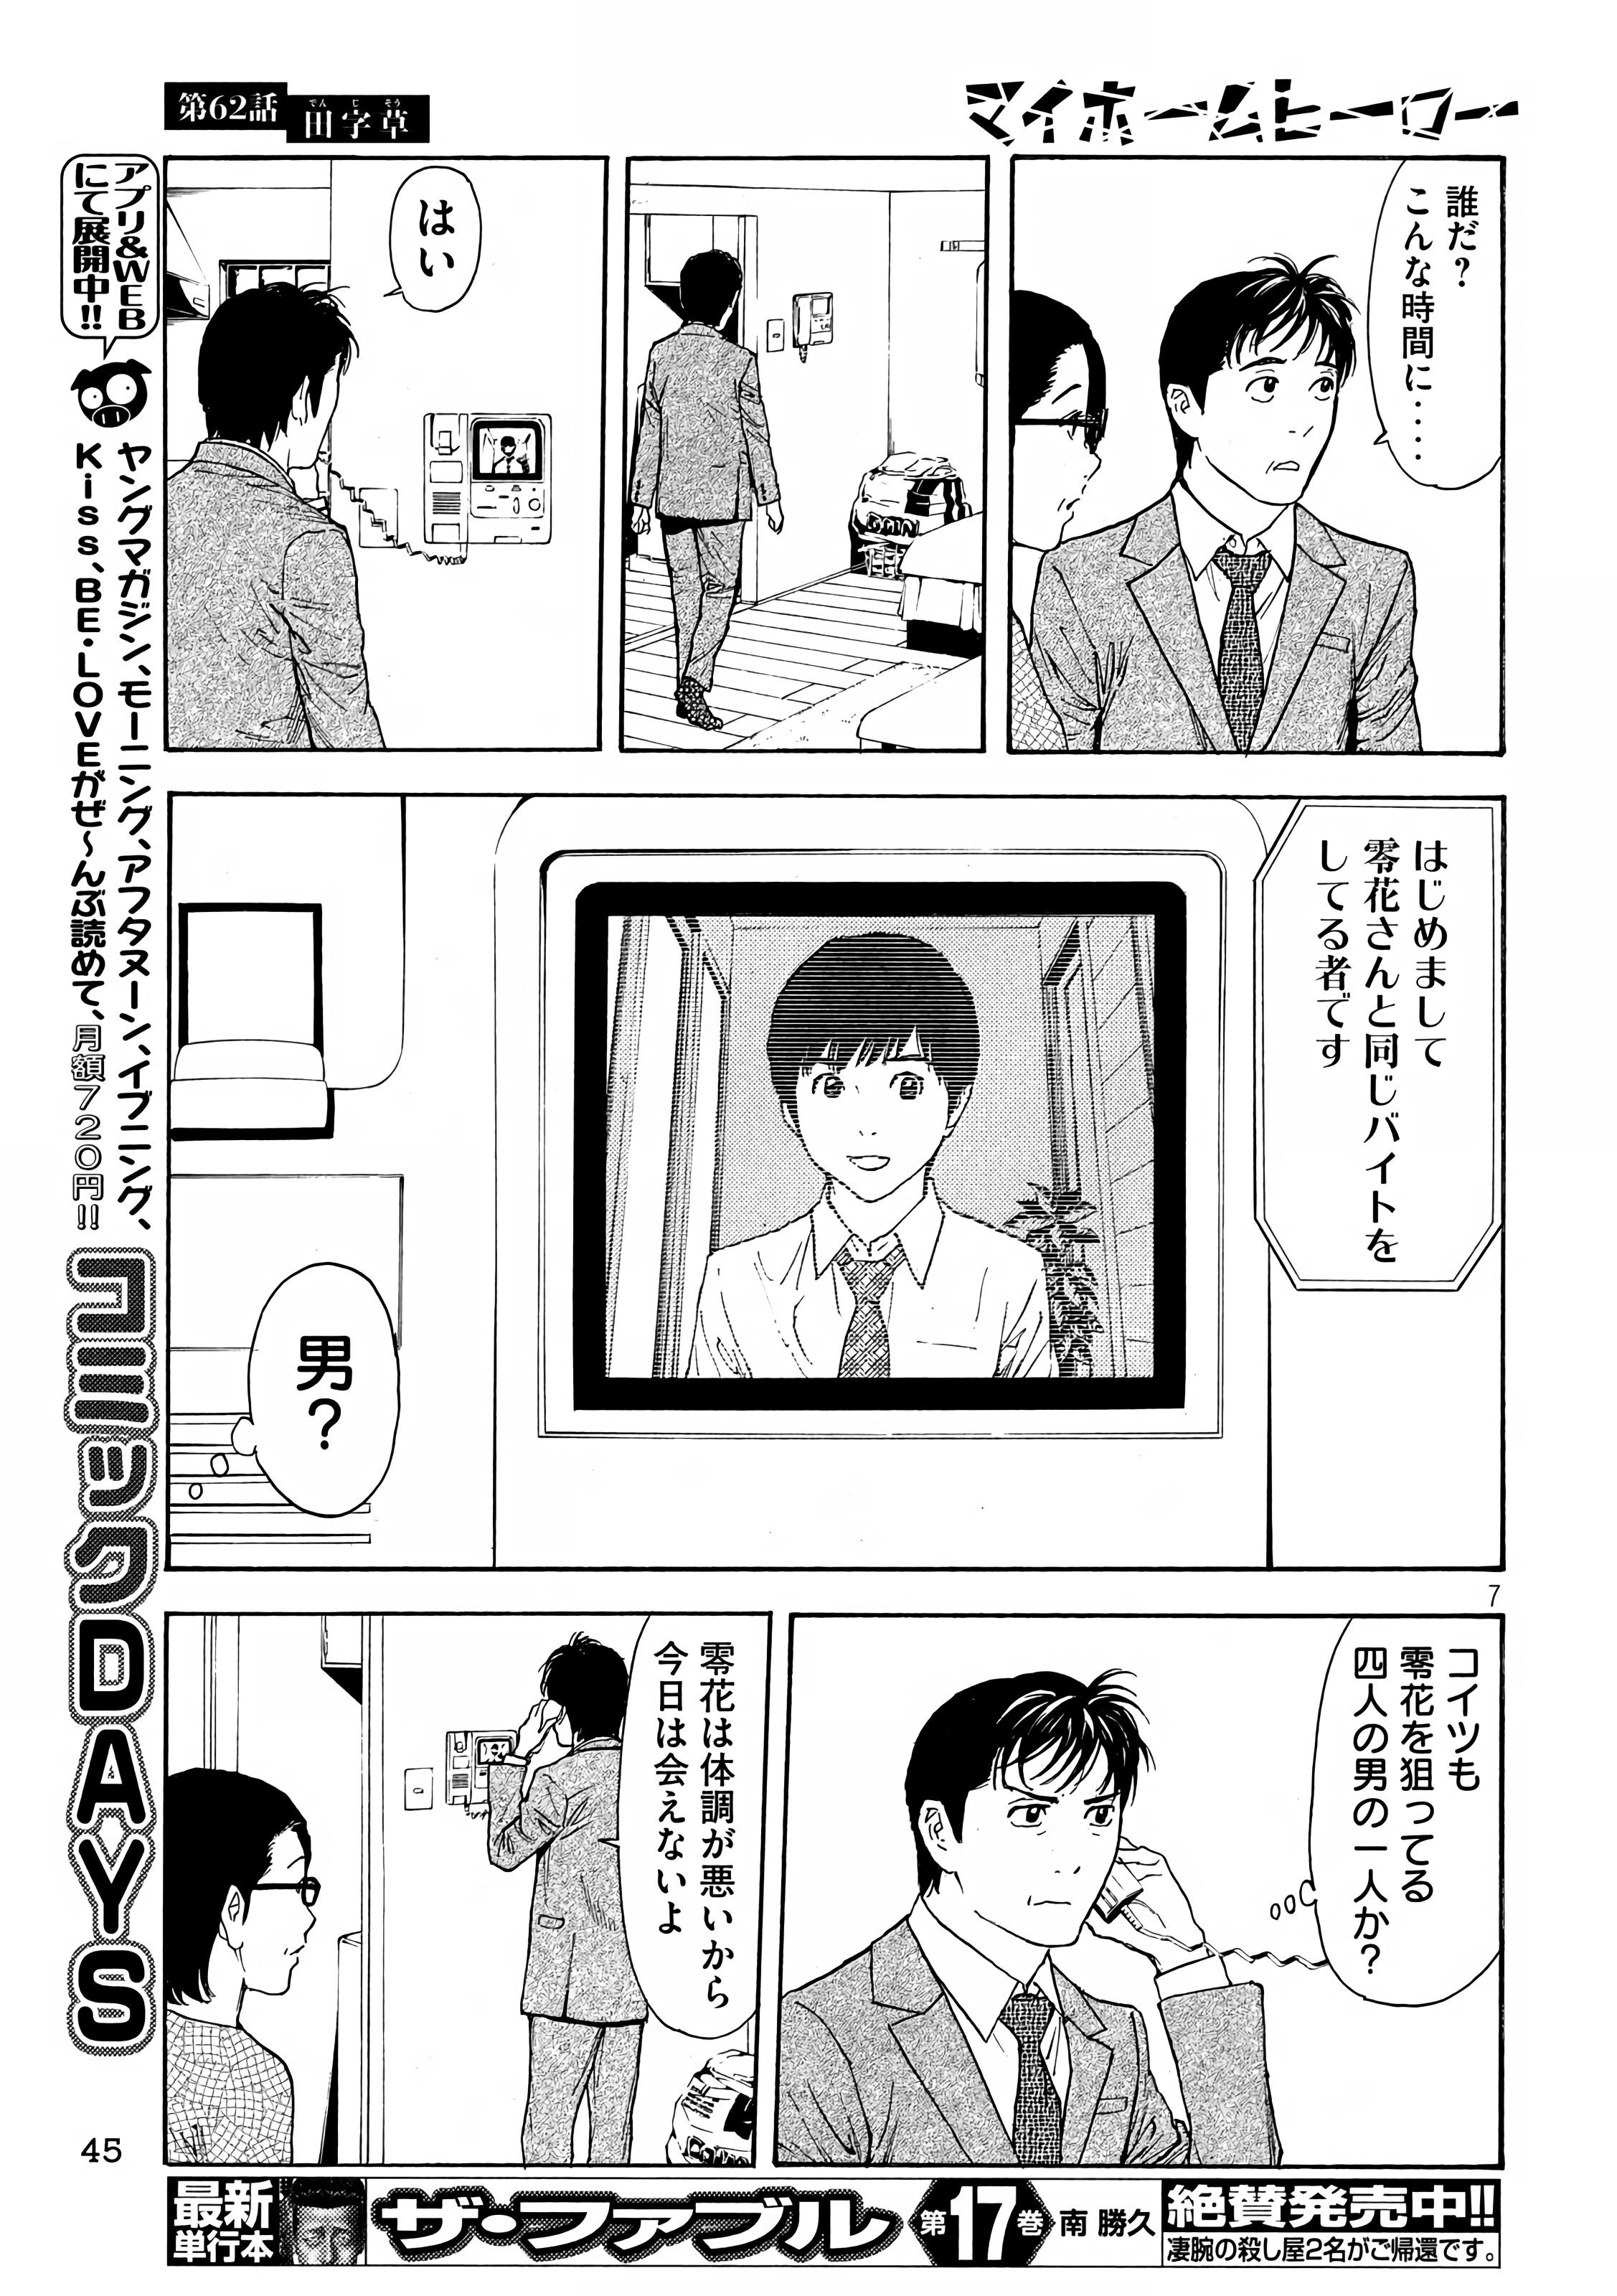 マイホームヒーロー
第62話
田字草
でんじそう
誰だ?
こんな時間に‥‥
はい
はじめまして
零花さんと同じバイトを
してる者です
男?
7
コイツも
零花を狙ってる
四人の男の一人か?
零花は体調が悪いから
今日は会えないよ
アプリ&WEB
にて展開中!!
ヤングマガジン、モーニング、アフタヌーン、イブニング、
Kiss、BE・LOVEがぜ〜んぶ読めて、月額720円!!
コミックDAYS
45
最新
単行本
ザ・ファブル
第17巻
南 勝久
絶賛発売中!!
凄腕の殺し屋2名がご帰還です。